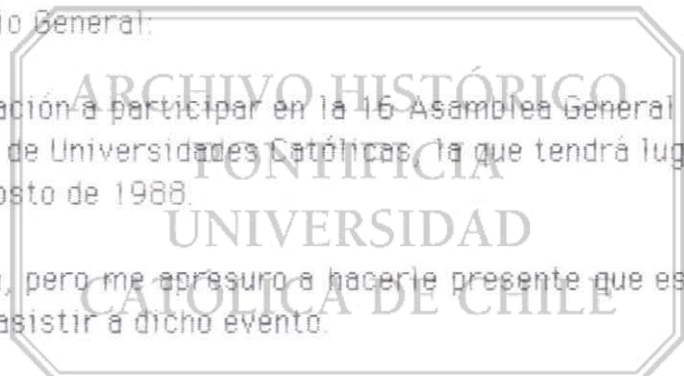 io General:
ARCHIVO HISTÓRICO
ación a participar en la 16 Asamblea General
de Universidades Católicas, la que tendrá lug
PONTIFICIA
osto de 1988.
UNIVERSIDAD
, pero me apresuro a hacerle presente que es
CATÓLICA DE CHILE
asistir a dicho evento.